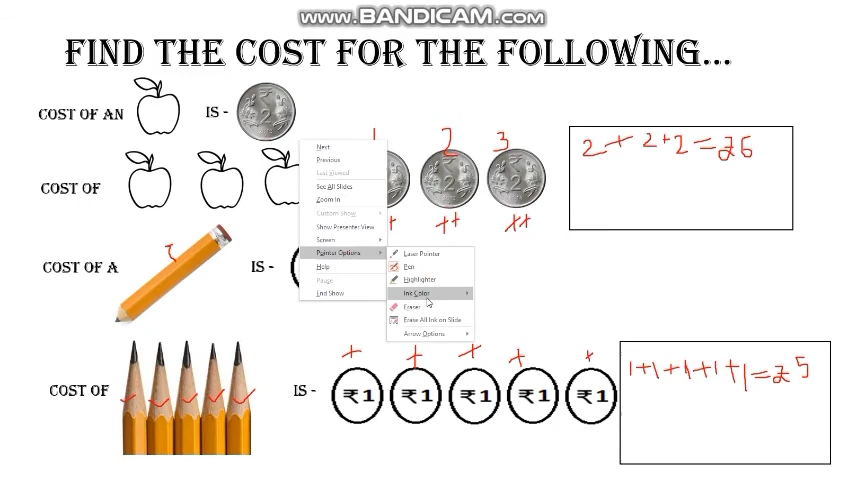 www.BANDICAM.com
FIND THE COST FOR THE FOLLOWING...
COST OF AN IS - 2
1 2 3
COST OF 2 2
2 + 2 + 2 = ₹ 6
Next
Previous
Last Viewed
See All Slides
Zoom In
Custom Show
Show Presenter View
Screen
Pointer Options
Help
Pause
End Show
Laser Pointer
Pen
Highlighter
Ink Color
Eraser
Erase All Ink on Slide
Arrow Options
COST OF A IS -
COST OF IS - ₹1 ₹1 ₹1 ₹1 ₹1
+ + + + +
1+1+1+1+1 = ₹ 5